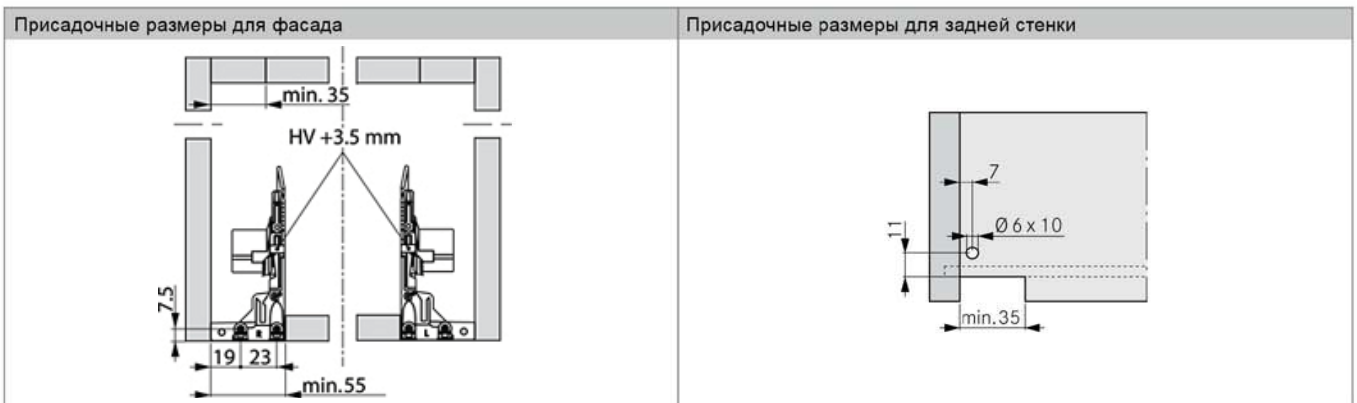 Присадочные размеры для фасада
min. 35
HV +3.5 mm
7.5
R
L
19
23
min.55
Присадочные размеры для задней стенки
7
11
Ø 6 x 10
min.35